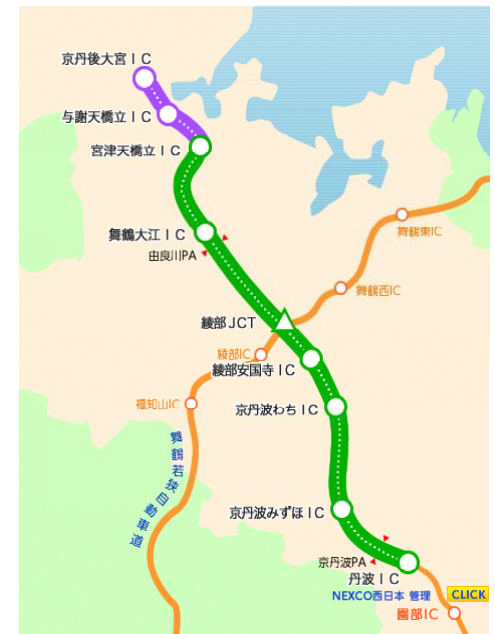 京丹後大宮IC
与謝天橋立IC
宮津天橋立IC
舞鶴大江IC
由良川PA
舞鶴東IC
舞鶴西IC
綾部JCT
綾部IC
綾部安国寺IC
福知山IC
京丹波わちIC
舞鶴若狭自動車道
京丹波みずほIC
京丹波PA
丹波IC
NEXCO西日本 管理
CLICK
園部IC